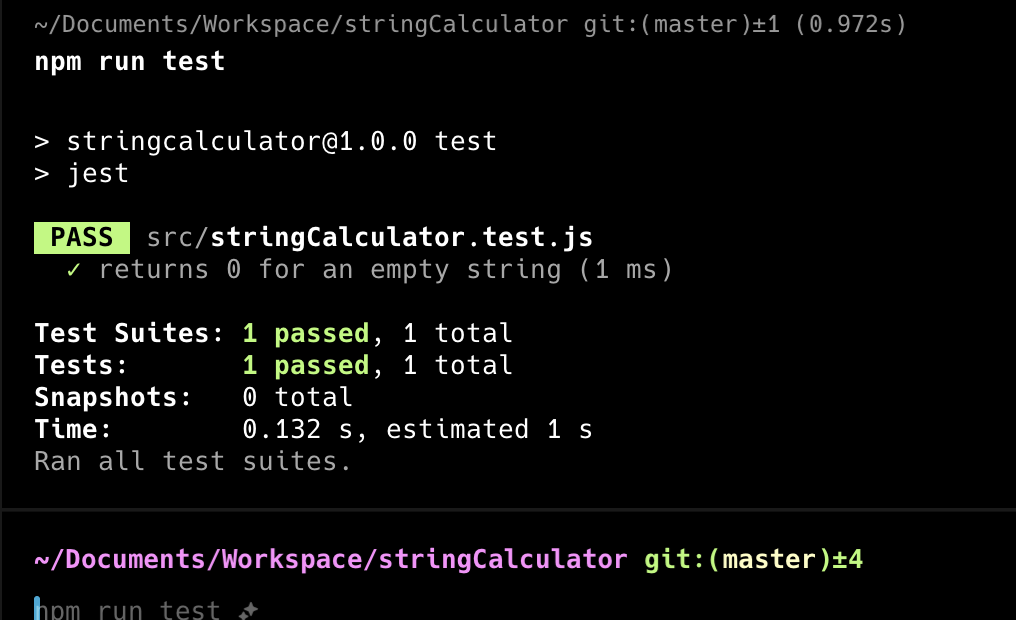 ~/Documents/Workspace/stringCalculator git:(master)±1 (0.972s)
npm run test
> stringcalculator@1.0.0 test
> jest
PASS src/stringCalculator.test.js
✓ returns 0 for an empty string (1 ms)
Test Suites: 1 passed, 1 total
Tests: 1 passed, 1 total
Snapshots: 0 total
Time: 0.132 s, estimated 1 s
Ran all test suites.
~/Documents/Workspace/stringCalculator git:(master)±4
npm run test